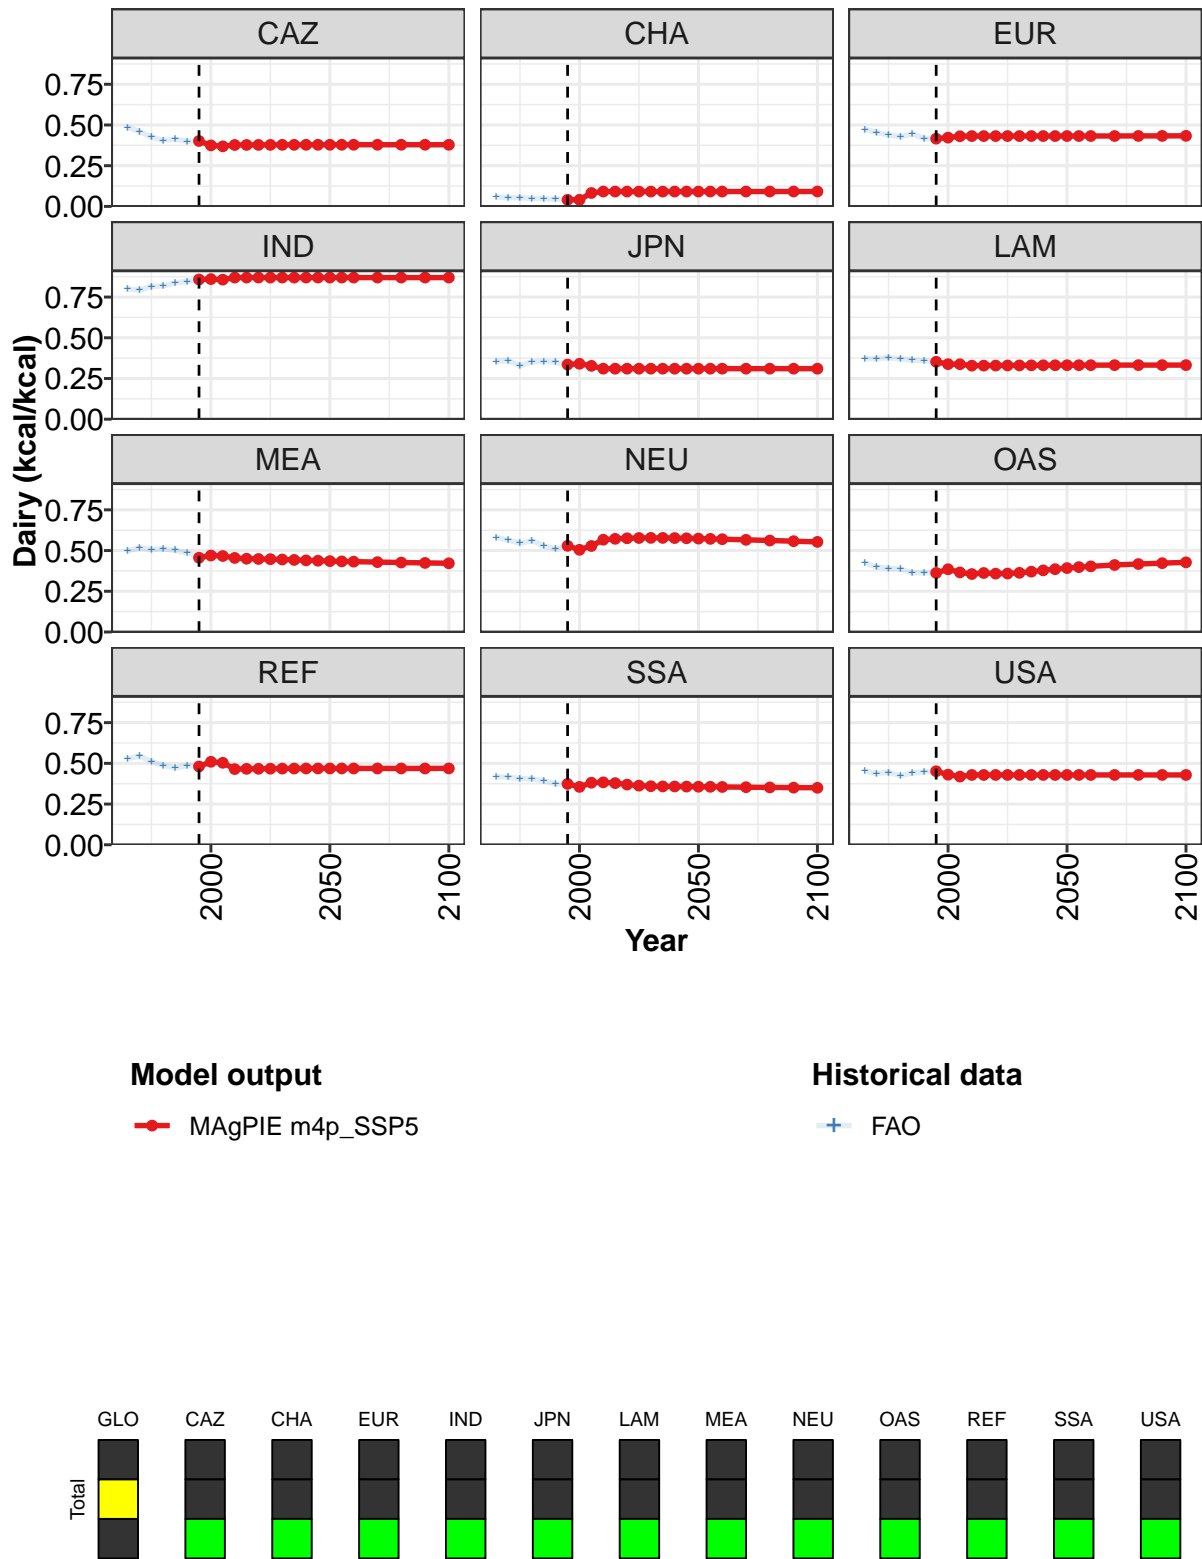 CAZ CHA EUR
0.75
0.50
0.25
0.00
IND JPN LAM
0.75
0.50
0.25
0.00
MEA NEU OAS
0.75
0.50
0.25
0.00
REF SSA USA
0.75
0.50
0.25
0.00
Dairy (kcal/kcal)
2000 2050 2100 2000 2050 2100 2000 2050 2100
Year
Model output Historical data
MAgPIE m4p_SSP5 FAO
GLO CAZ CHA EUR IND JPN LAM MEA NEU OAS REF SSA USA
Total